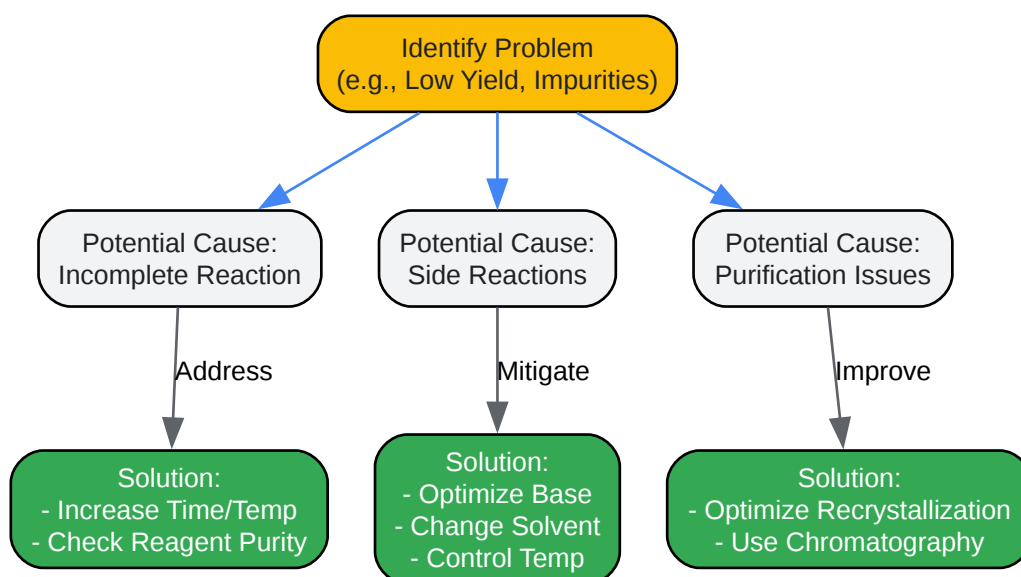 Identify Problem
(e.g., Low Yield, Impurities)
Potential Cause:
Incomplete Reaction
Potential Cause:
Side Reactions
Potential Cause:
Purification Issues
Address
Mitigate
Improve
Solution:
- Increase Time/Temp
- Check Reagent Purity
Solution:
- Optimize Base
- Change Solvent
- Control Temp
Solution:
- Optimize Recrystallization
- Use Chromatography